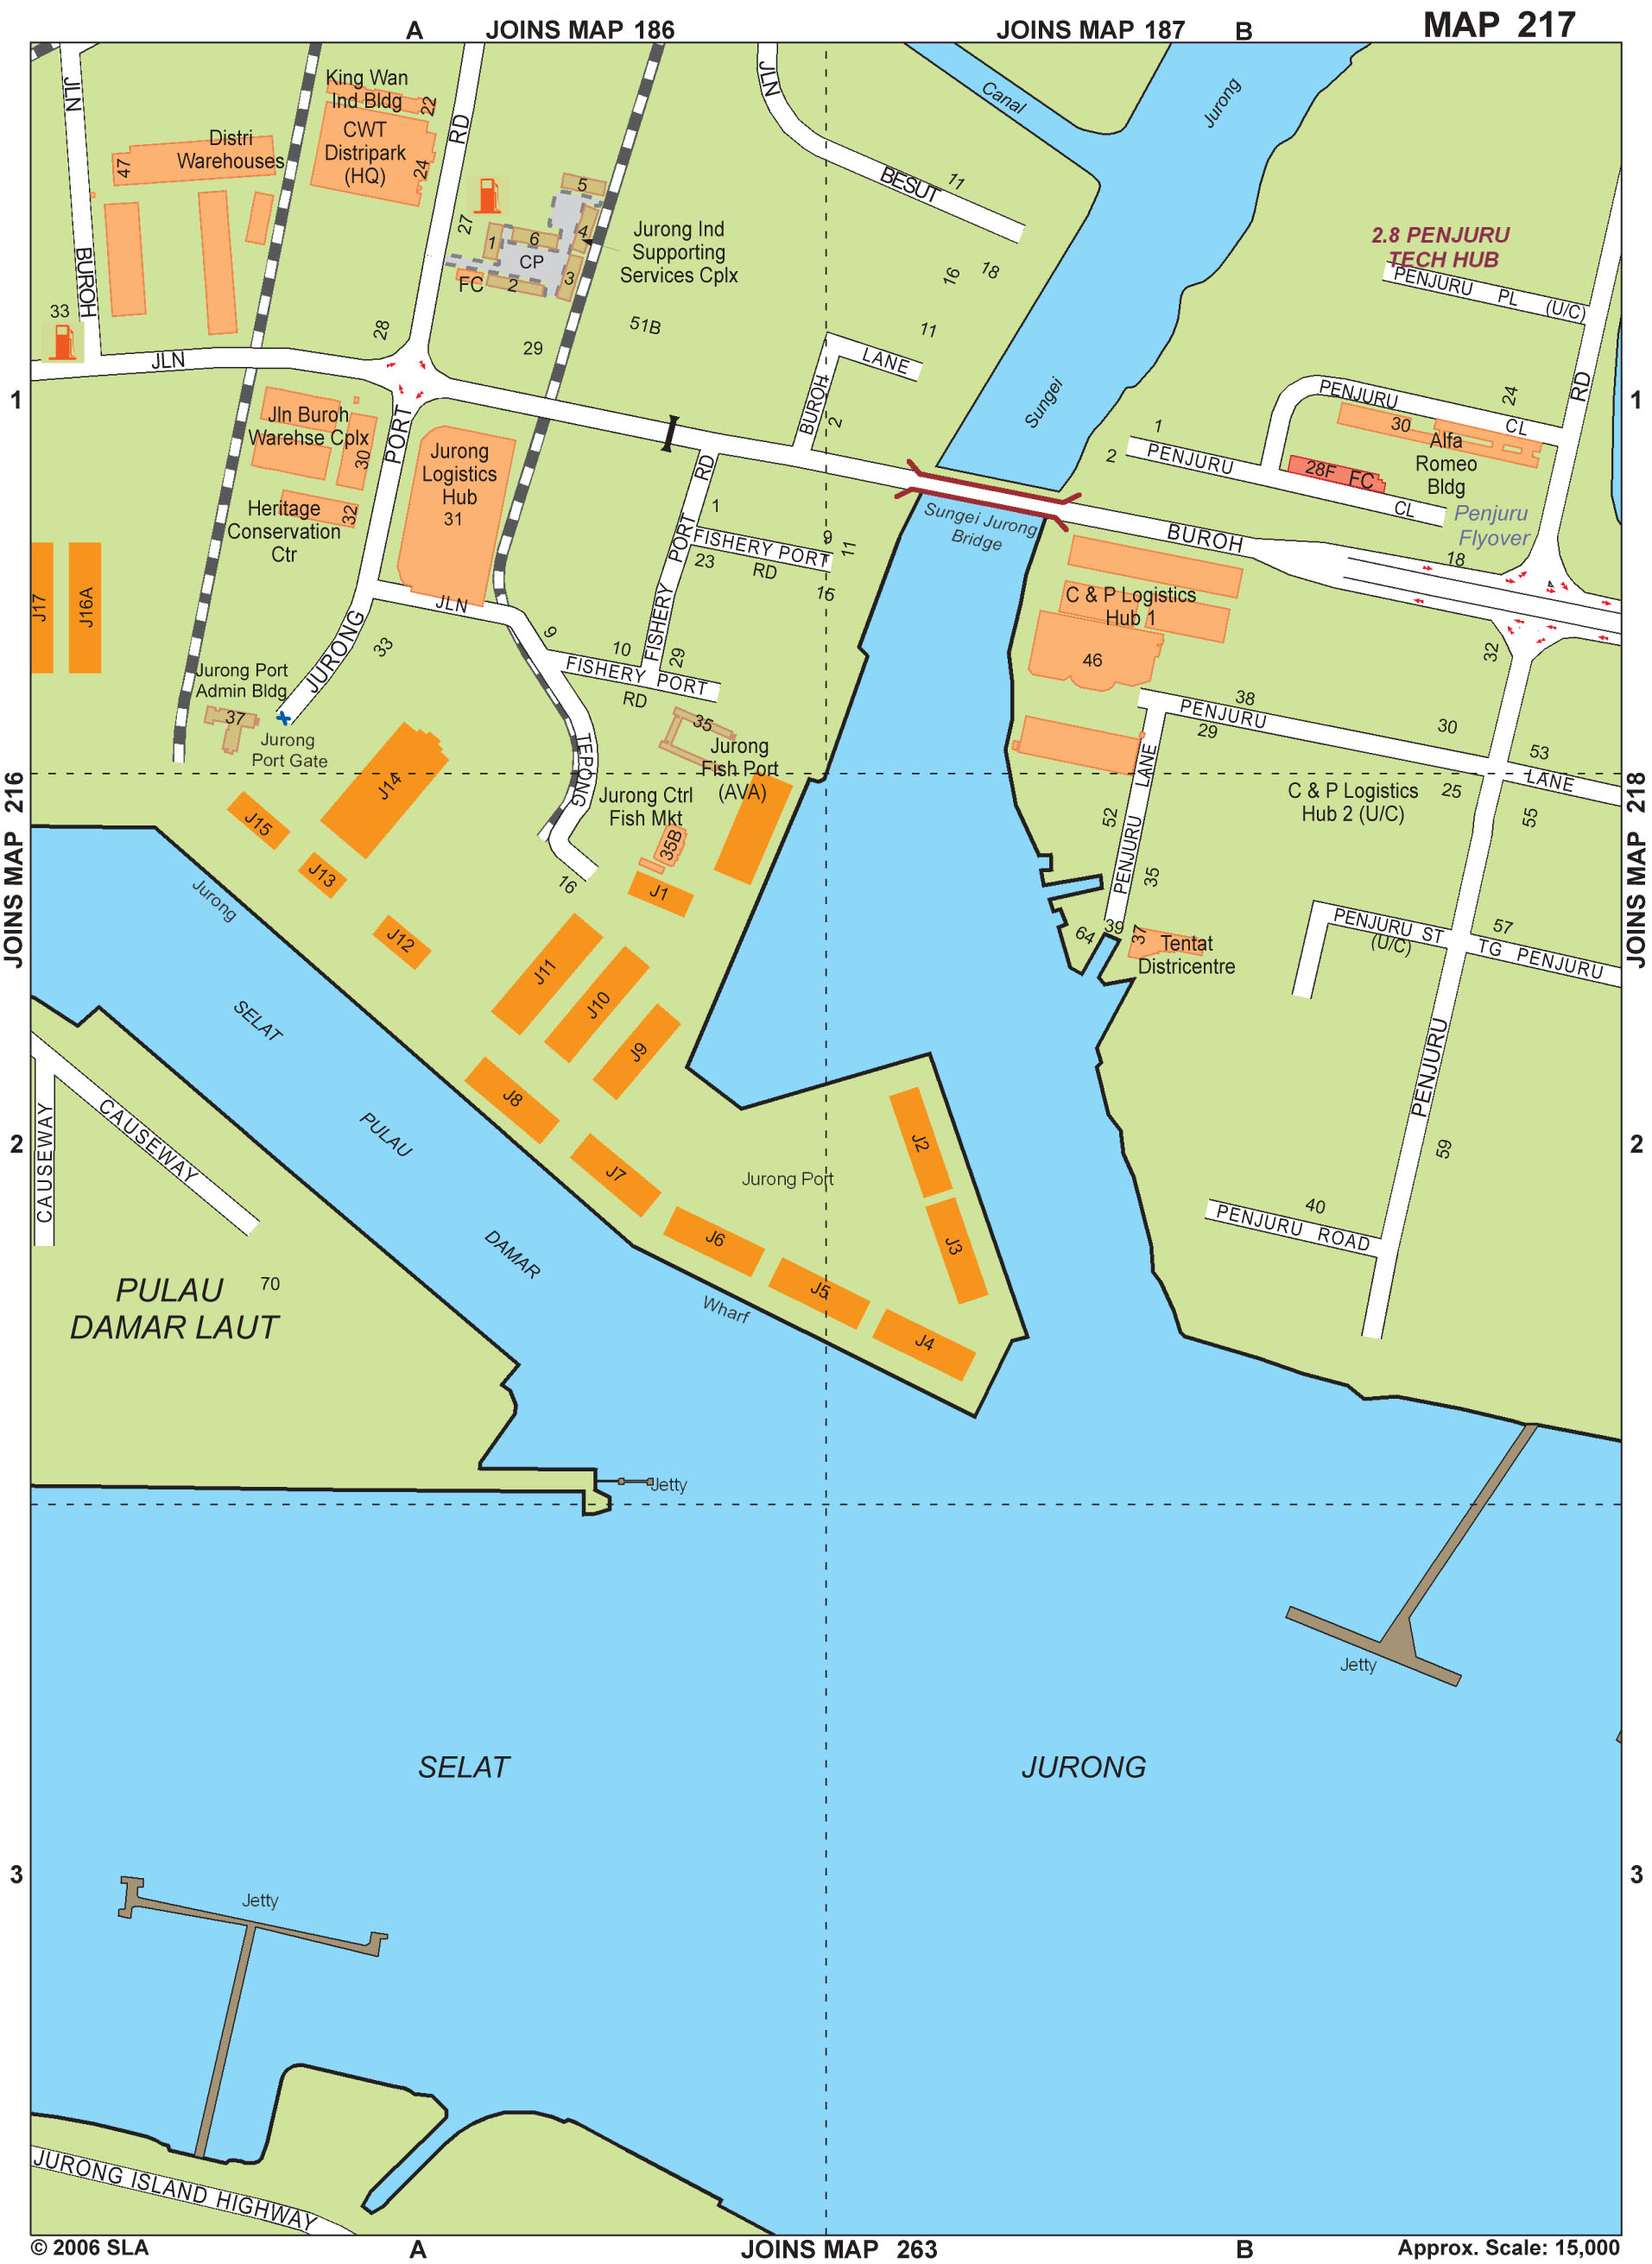 A
JOINS MAP 186
JOINS MAP 187
B
MAP 217
JLN
BUROH
King Wan
Ind Bldg
22
CWT
Distripark
(HQ)
24
Distri
Warehouses
47
RD
27
5
4
6
1
CP
3
2
FC
Jurong Ind
Supporting
Services Cplx
JLN
BESUT
11
Canal
Jurong
Sungei
16
18
11
51B
29
28
33
JLN
2.8 PENJURU
TECH HUB
PENJURU PL (U/C)
RD
LANE
BUROH
2
1
1
Jln Buroh
Warehse Cplx
30
PORT
Jurong
Logistics
Hub
31
Heritage
Conservation
Ctr
32
PENJURU
CL
24
30
Alfa
Romeo
Bldg
28F FC
1
2
PENJURU
CL
Penjuru
Flyover
18
RD
PORT
FISHERY
1
FISHERY PORT
RD
23
9
11
16
Sungei Jurong
Bridge
BUROH
J17
J16A
JLN
C & P Logistics
Hub 1
46
32
33
JURONG
9
10
29
FISHERY PORT
RD
Jurong Port
Admin Bldg
37
Jurong
Port Gate
TEPONG
35
Jurong
Fish Port
(AVA)
38
PENJURU
29
30
53
LANE
25
55
JOINS MAP 216
JOINS MAP 218
J14
J15
J13
J12
Jurong Ctrl
Fish Mkt
35B
J1
16
LANE
PENJURU
52
35
C & P Logistics
Hub 2 (U/C)
39
64
37
Tentat
Districentre
PENJURU ST
(U/C)
57
TG PENJURU
Jurong
J11
J10
J9
SELAT
PULAU
DAMAR
CAUSEWAY
CAUSEWAY
J8
J7
J6
J5
J4
J2
J3
Jurong Port
Wharf
PENJURU
59
2
2
40
PENJURU ROAD
PULAU
DAMAR LAUT
70
Jetty
Jetty
SELAT
JURONG
3
3
Jetty
JURONG ISLAND HIGHWAY
© 2006 SLA
A
JOINS MAP 263
B
Approx. Scale: 15,000